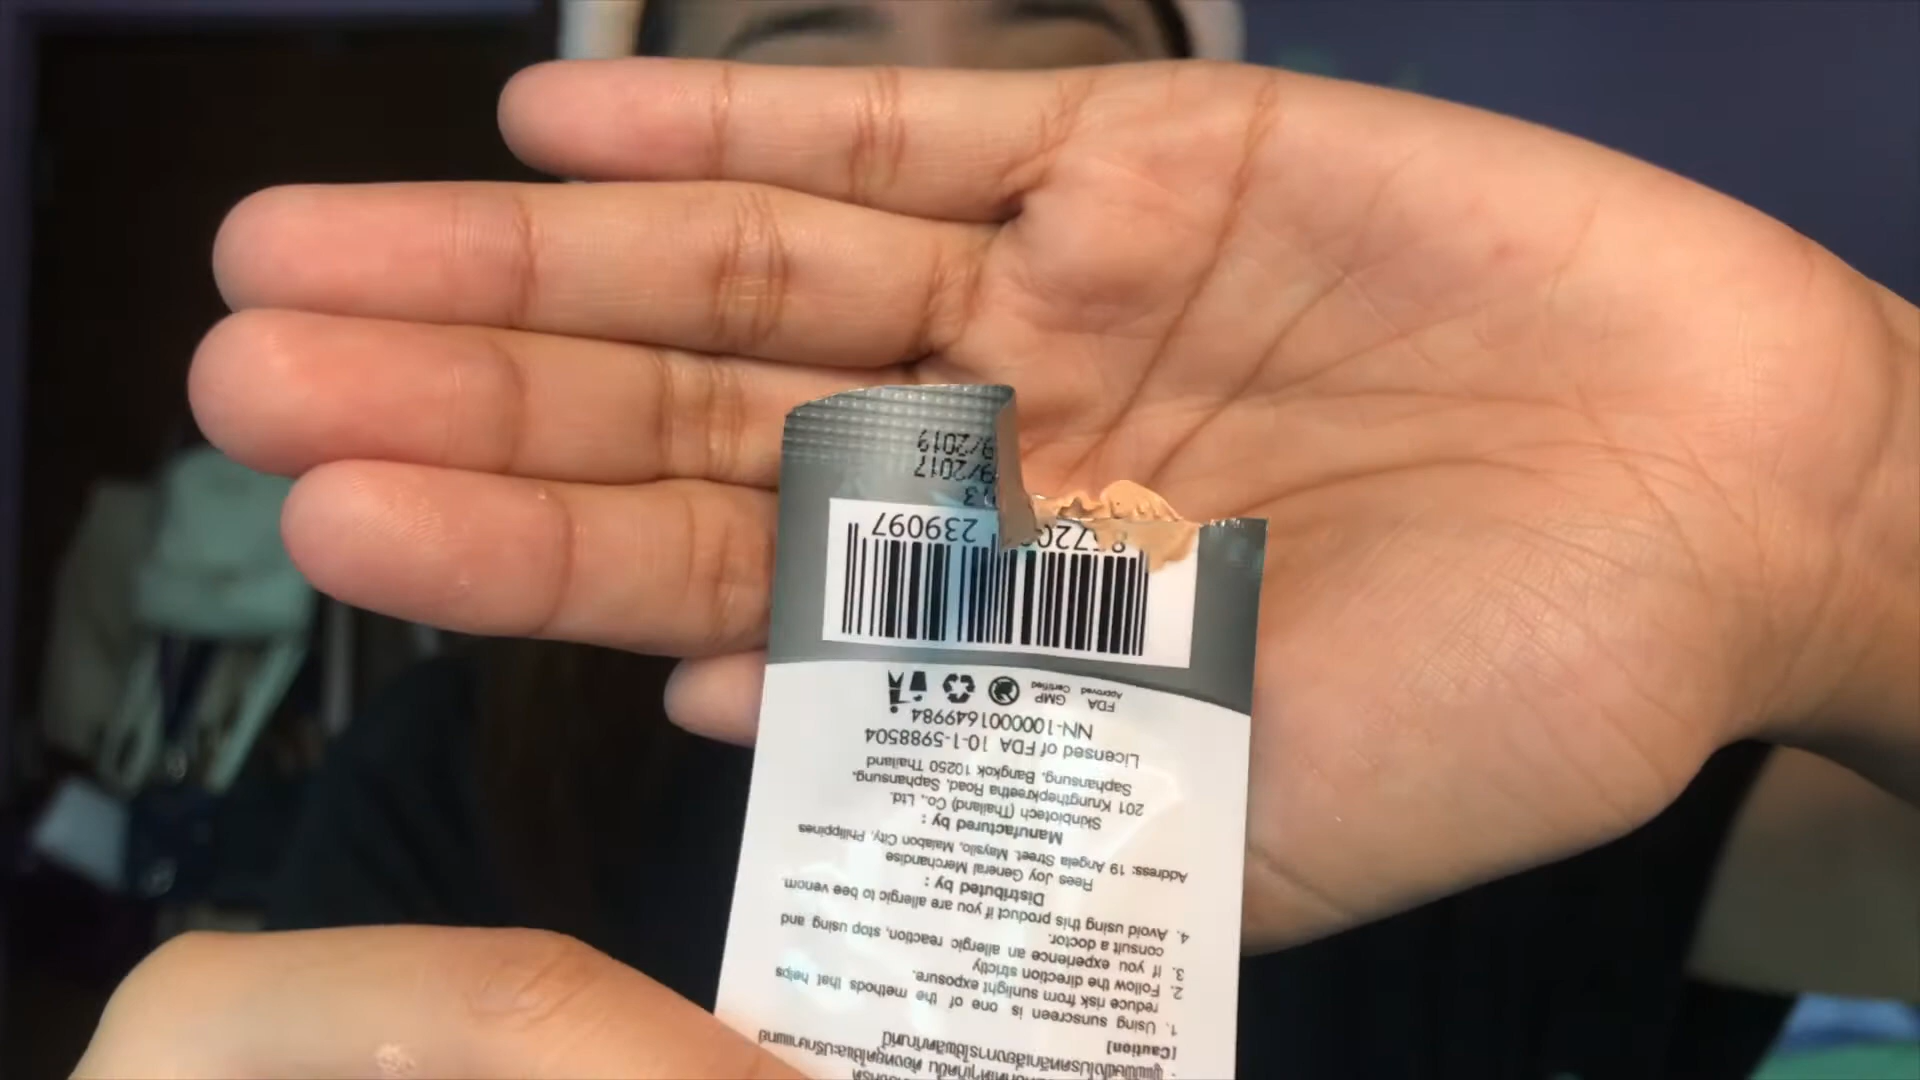 [Caution]
1. Using sunscreen is one of the methods that helps
reduce risk from sunlight exposure.
2. Follow the direction strictly
3. If you experience an allergic reaction, stop using and
consult a doctor.
4. Avoid using this product if you are allergic to bee venom.
Distributed by :
Rees Joy General Merchandise
Address: 19 Angela Street, Maysilo, Malabon City, Philippines
Manufactured by :
Skinbiotech (Thailand) Co., Ltd.
201 Krungthepkreetha Road, Saphansung,
Saphansung, Bangkok 10250 Thailand
Licensed of FDA 10-1-5988504
NN-1000001649984
FDA Approved GMP Certified
239097
9/2017
9/2019